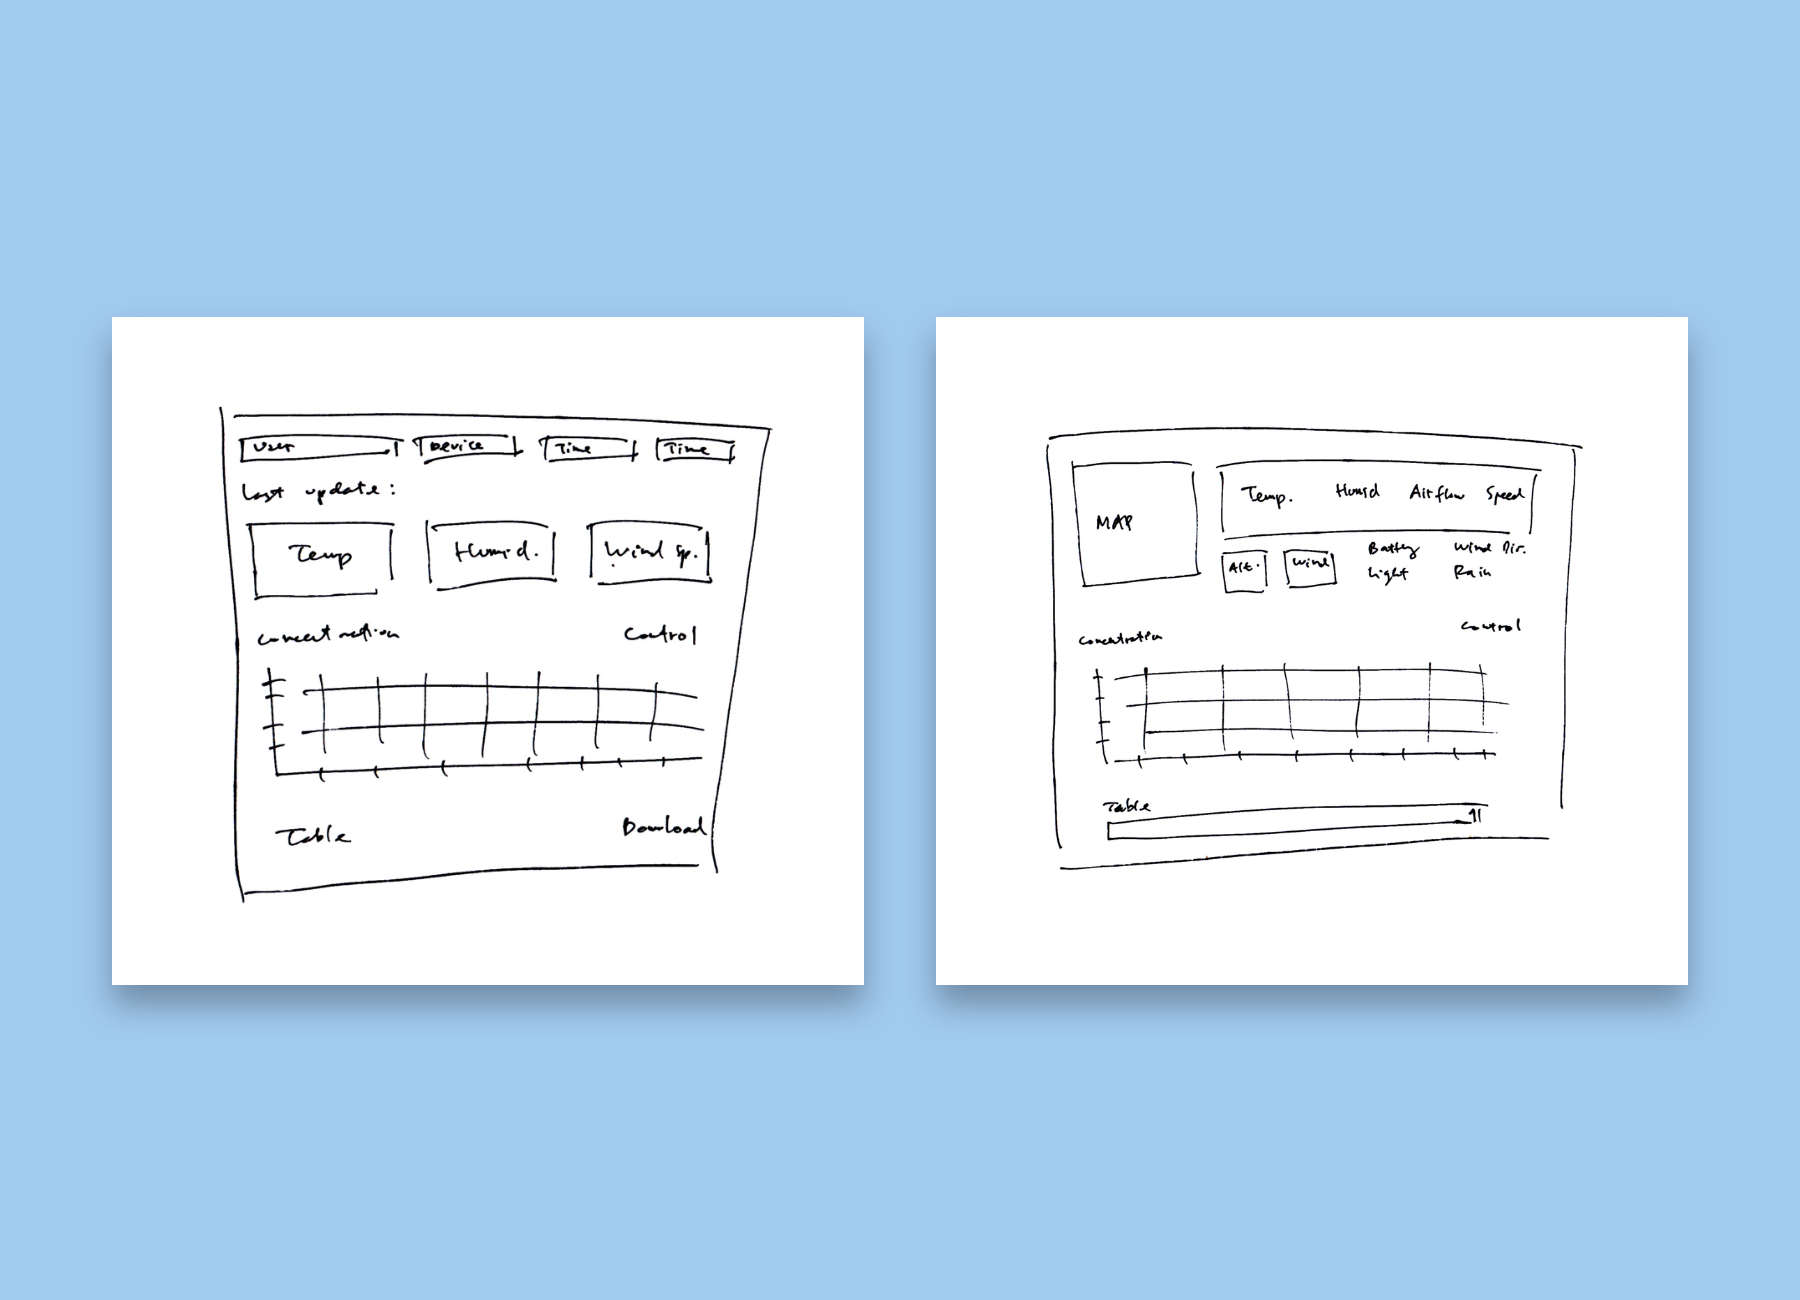 User Device Time Time
Last update:
Temp Humid. Wind Sp.
Concentration Control
Table Download
MAP
Temp. Humid Airflow Speed
Alt. Wind
Battery Wind Dir.
Light Rain
Concentration Control
Table